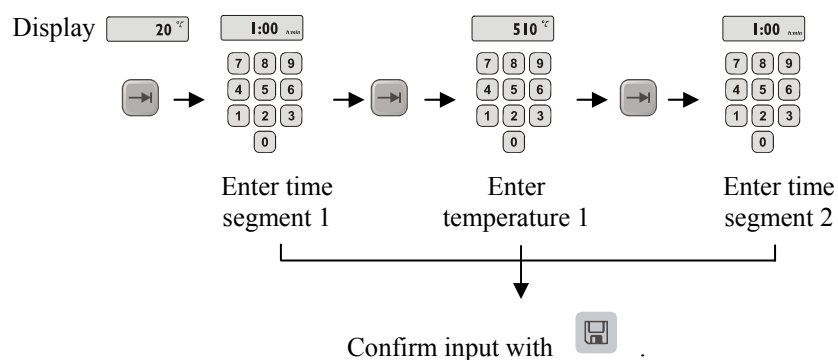 Display 20 °C 1:00 h:min 510 °C 1:00 h:min
7 8 9 7 8 9 7 8 9
4 5 6 4 5 6 4 5 6
1 2 3 1 2 3 1 2 3
0 0 0
Enter time Enter Enter time
segment 1 temperature 1 segment 2
Confirm input with .